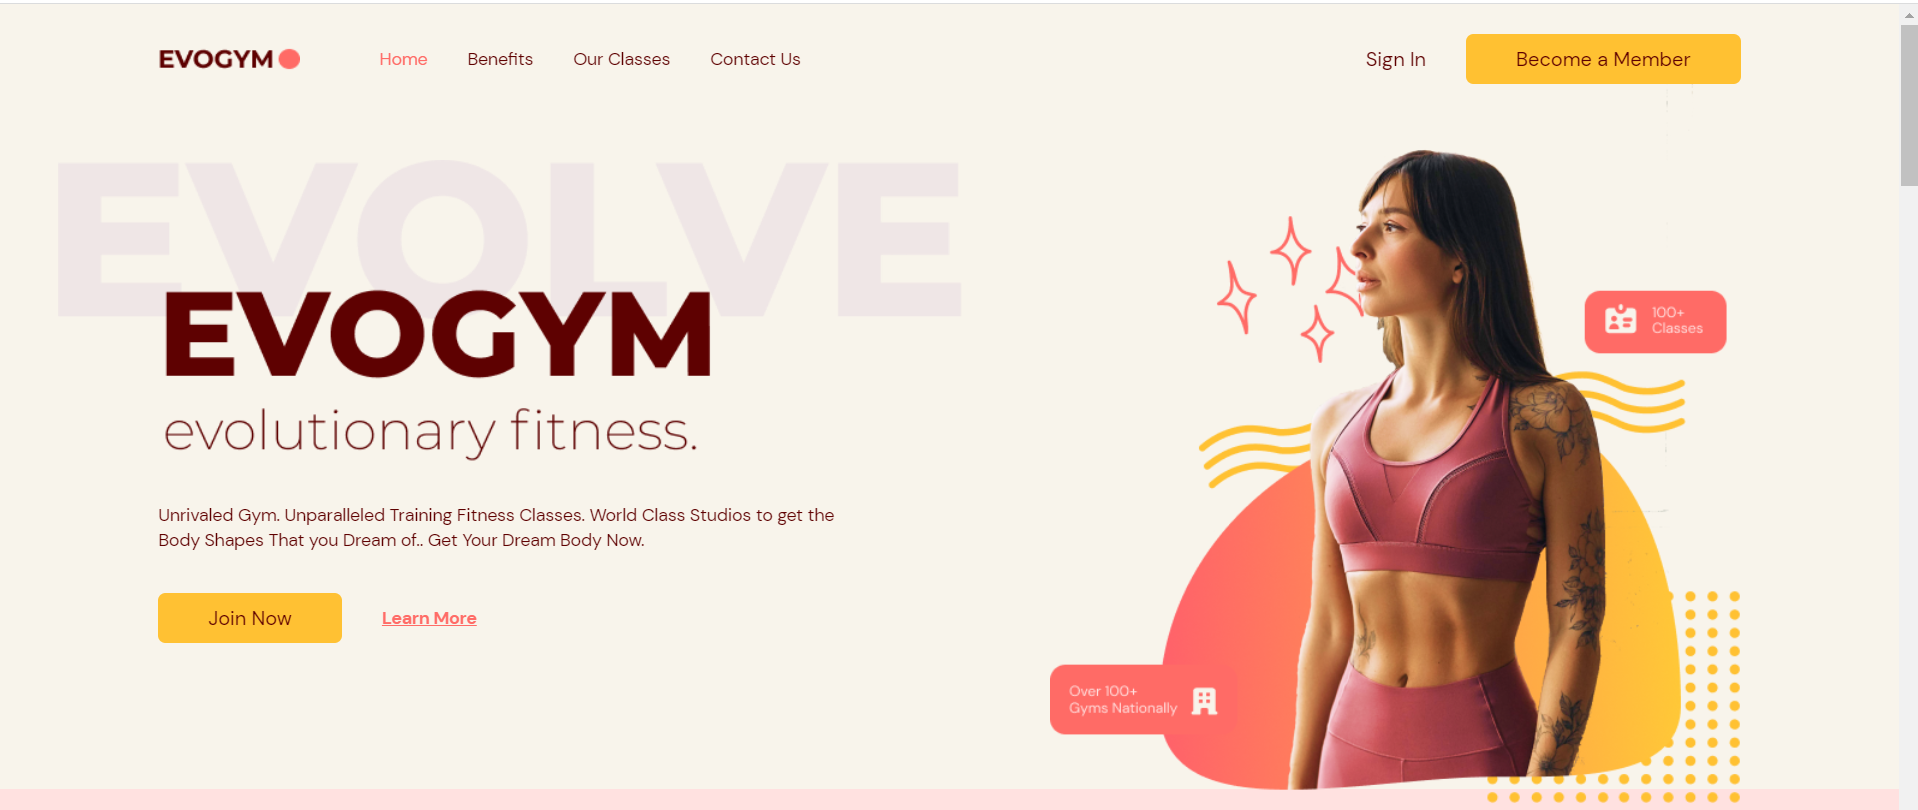 EVOGYM
Home
Benefits
Our Classes
Contact Us
Sign In
Become a Member
EVOLVE
EVOGYM
evolutionary fitness.
Unrivaled Gym. Unparalleled Training Fitness Classes. World Class Studios to get the
Body Shapes That you Dream of.. Get Your Dream Body Now.
Join Now
Learn More
100+
Classes
Over 100+
Gyms Nationally